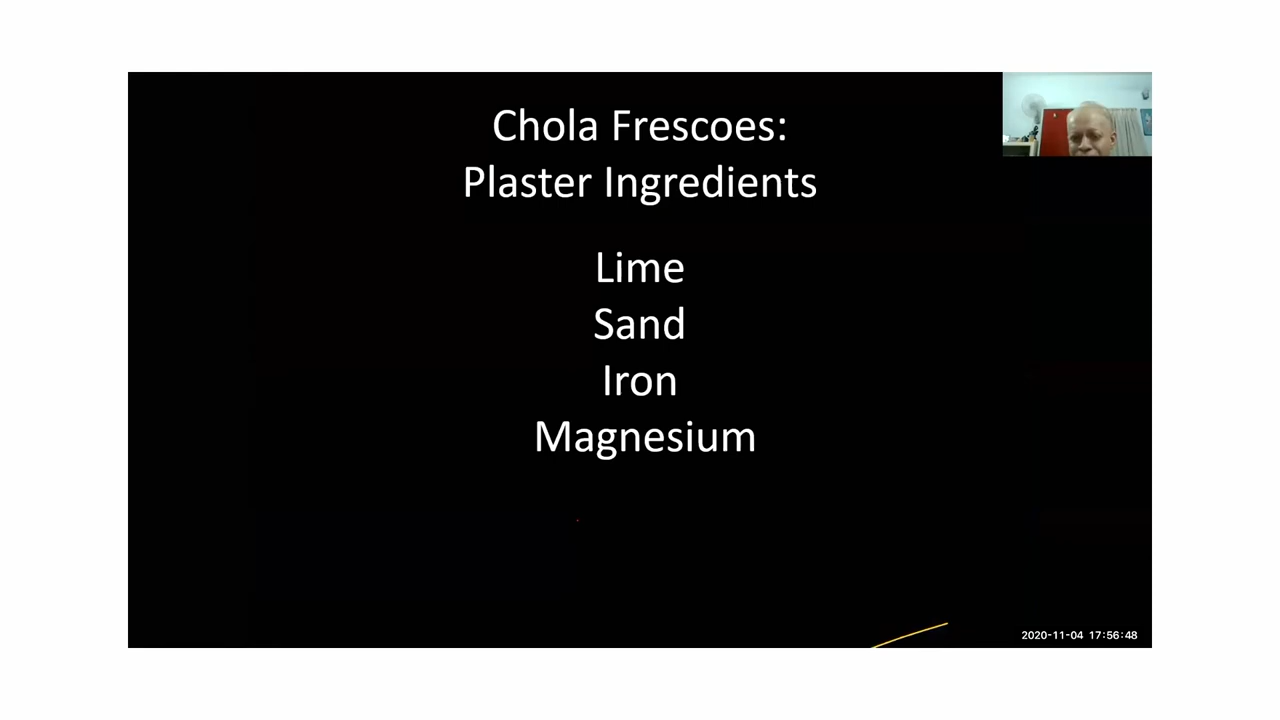 Chola Frescoes:
Plaster Ingredients
Lime
Sand
Iron
Magnesium
2020-11-04 17:56:48